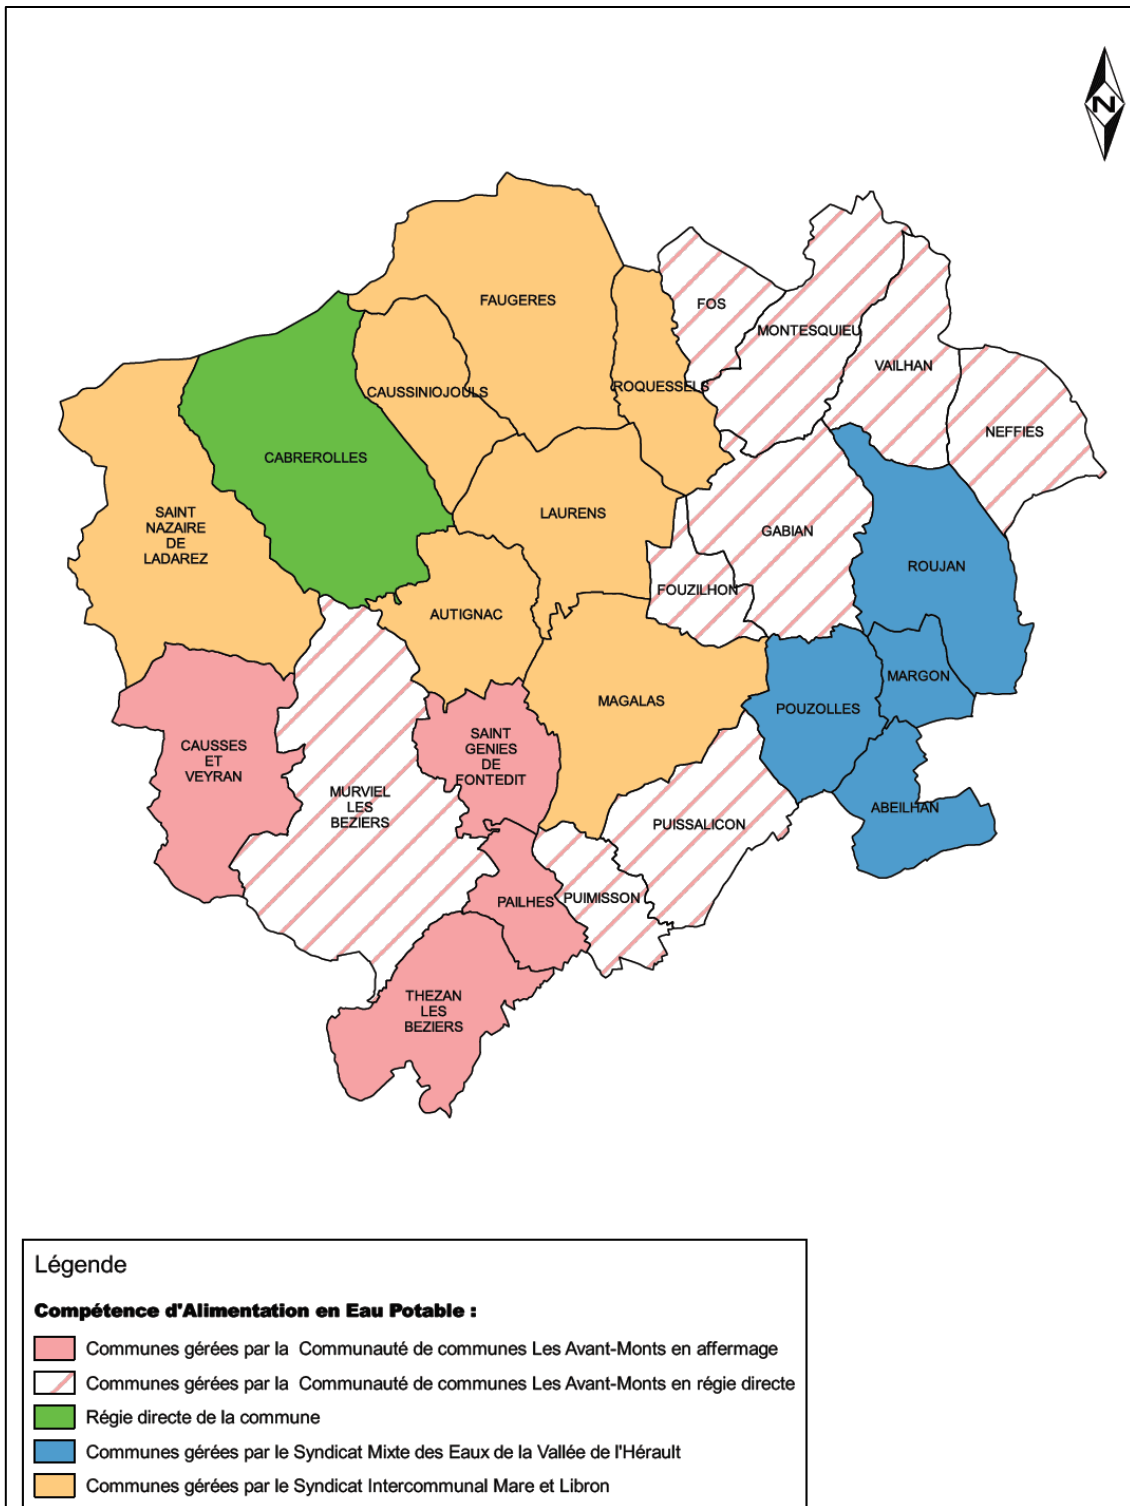 N
FAUGERES
FOS
MONTESQUIEU
VAILHAN
CAUSSINIOJOULS
ROQUESSELS
NEFFIES
CABREROLLES
SAINT
NAZAIRE
DE
LADAREZ
LAURENS
GABIAN
ROUJAN
FOUZILHON
AUTIGNAC
MARGON
MAGALAS
POUZOLLES
CAUSSES
ET
VEYRAN
SAINT
GENIES
DE
FONTEDIT
MURVIEL
LES
BEZIERS
ABEILHAN
PUISSALICON
PAILHES
PUIMISSON
THEZAN
LES
BEZIERS
Légende
Compétence d'Alimentation en Eau Potable :
Communes gérées par la Communauté de communes Les Avant-Monts en affermage
Communes gérées par la Communauté de communes Les Avant-Monts en régie directe
Régie directe de la commune
Communes gérées par le Syndicat Mixte des Eaux de la Vallée de l'Hérault
Communes gérées par le Syndicat Intercommunal Mare et Libron